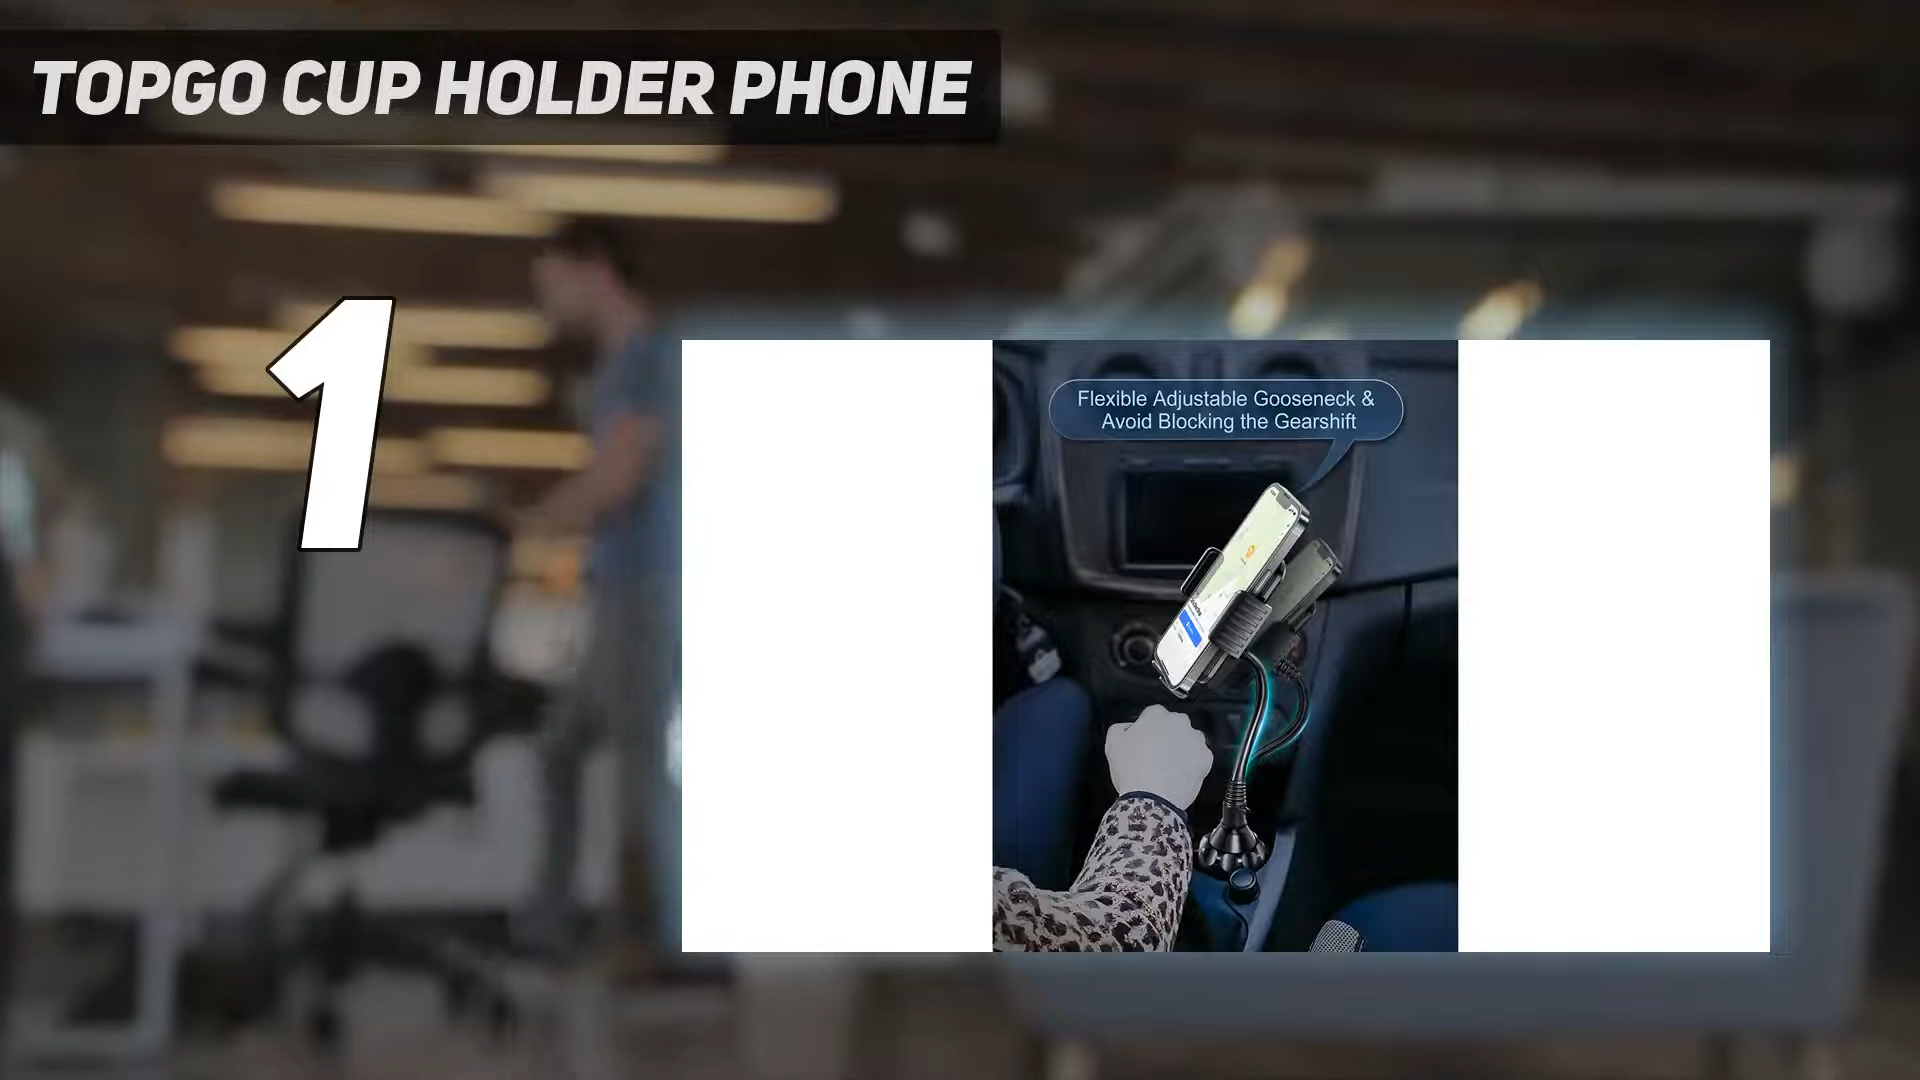 TOPGO CUP HOLDER PHONE
1
Flexible Adjustable Gooseneck &
Avoid Blocking the Gearshift